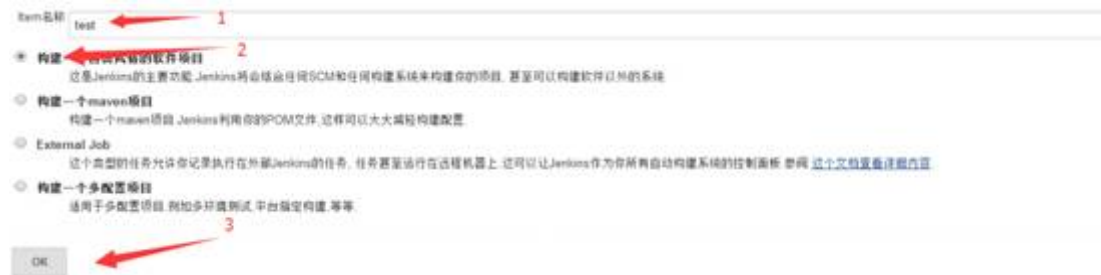 Item名称
test
1
构建 的软件项目
2
这是Jenkins的主要功能.Jenkins将会结合任何SCM和任何构建系统来构建你的项目, 甚至可以构建软件以外的系统.
构建一个maven项目
构建一个maven项目.Jenkins利用你的POM文件,这样可以大大减轻构建配置.
External Job
这个类型的任务允许你记录执行在外部Jenkins的任务, 任务甚至运行在远程机器上.这可以让Jenkins作为你所有自动构建系统的控制面板.参阅 这个文档查看详细内容.
构建一个多配置项目
适用于多配置项目,例如多环境测试,平台指定构建,等等.
3
OK